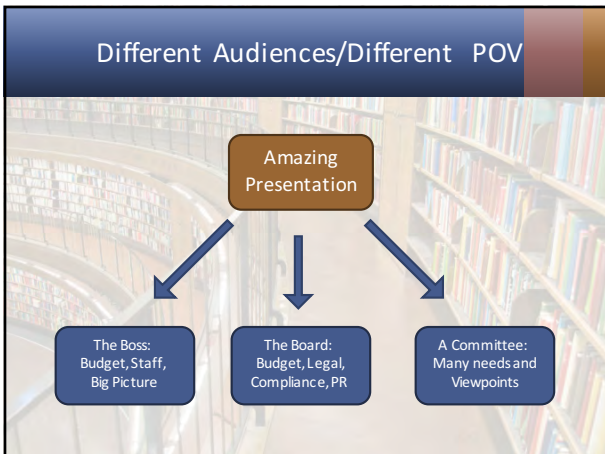 Different Audiences/Different POV
Amazing
Presentation
The Boss:
Budget, Staff,
Big Picture
The Board:
Budget, Legal,
Compliance, PR
A Committee:
Many needs and
Viewpoints